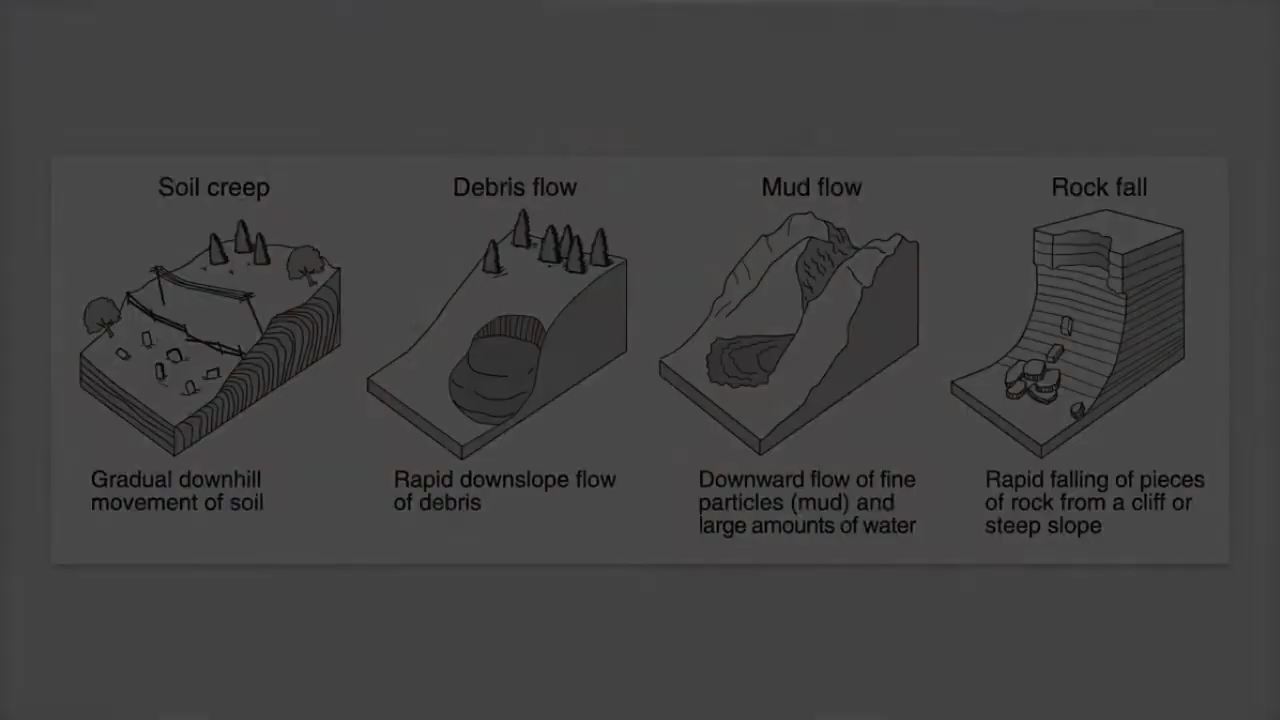 Soil creep
Debris flow
Mud flow
Rock fall
Gradual downhill
movement of soil
Rapid downslope flow
of debris
Downward flow of fine
particles (mud) and
large amounts of water
Rapid falling of pieces
of rock from a cliff or
steep slope